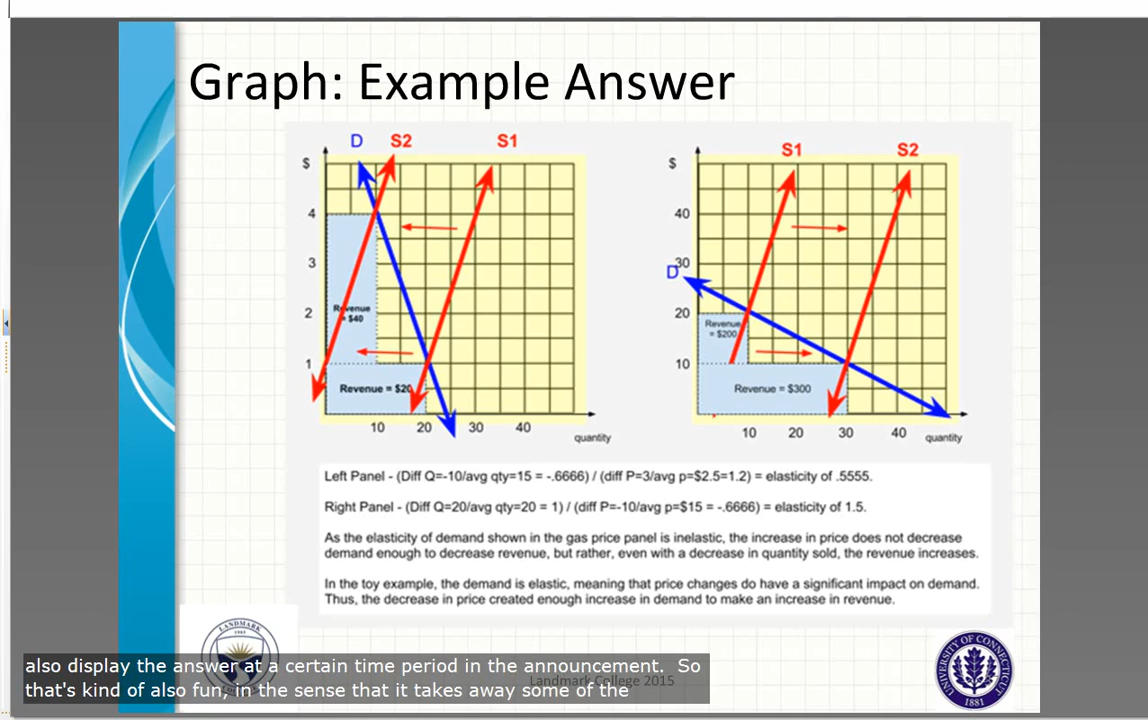 Graph: Example Answer
D S2 S1
$
4
3
2
1
Revenue
= $40
Revenue = $20
10 20 30 40
quantity
S1 S2
$
40
30
D
20
10
Revenue
= $200
Revenue = $300
10 20 30 40
quantity
Left Panel - (Diff Q=-10/avg qty=15 = -.6666) / (diff P=3/avg p=$2.5=1.2) = elasticity of .5555.
Right Panel - (Diff Q=20/avg qty=20 = 1) / (diff P=-10/avg p=$15 = -.6666) = elasticity of 1.5.
As the elasticity of demand shown in the gas price panel is inelastic, the increase in price does not decrease
demand enough to decrease revenue, but rather, even with a decrease in quantity sold, the revenue increases.
In the toy example, the demand is elastic, meaning that price changes do have a significant impact on demand.
Thus, the decrease in price created enough increase in demand to make an increase in revenue.
LANDMARK
1985
also display the answer at a certain time period in the announcement. So
that's kind of also fun, in the sense that it takes away some of the
Landmark College 2015
UNIVERSITY OF CONNECTICUT
1881